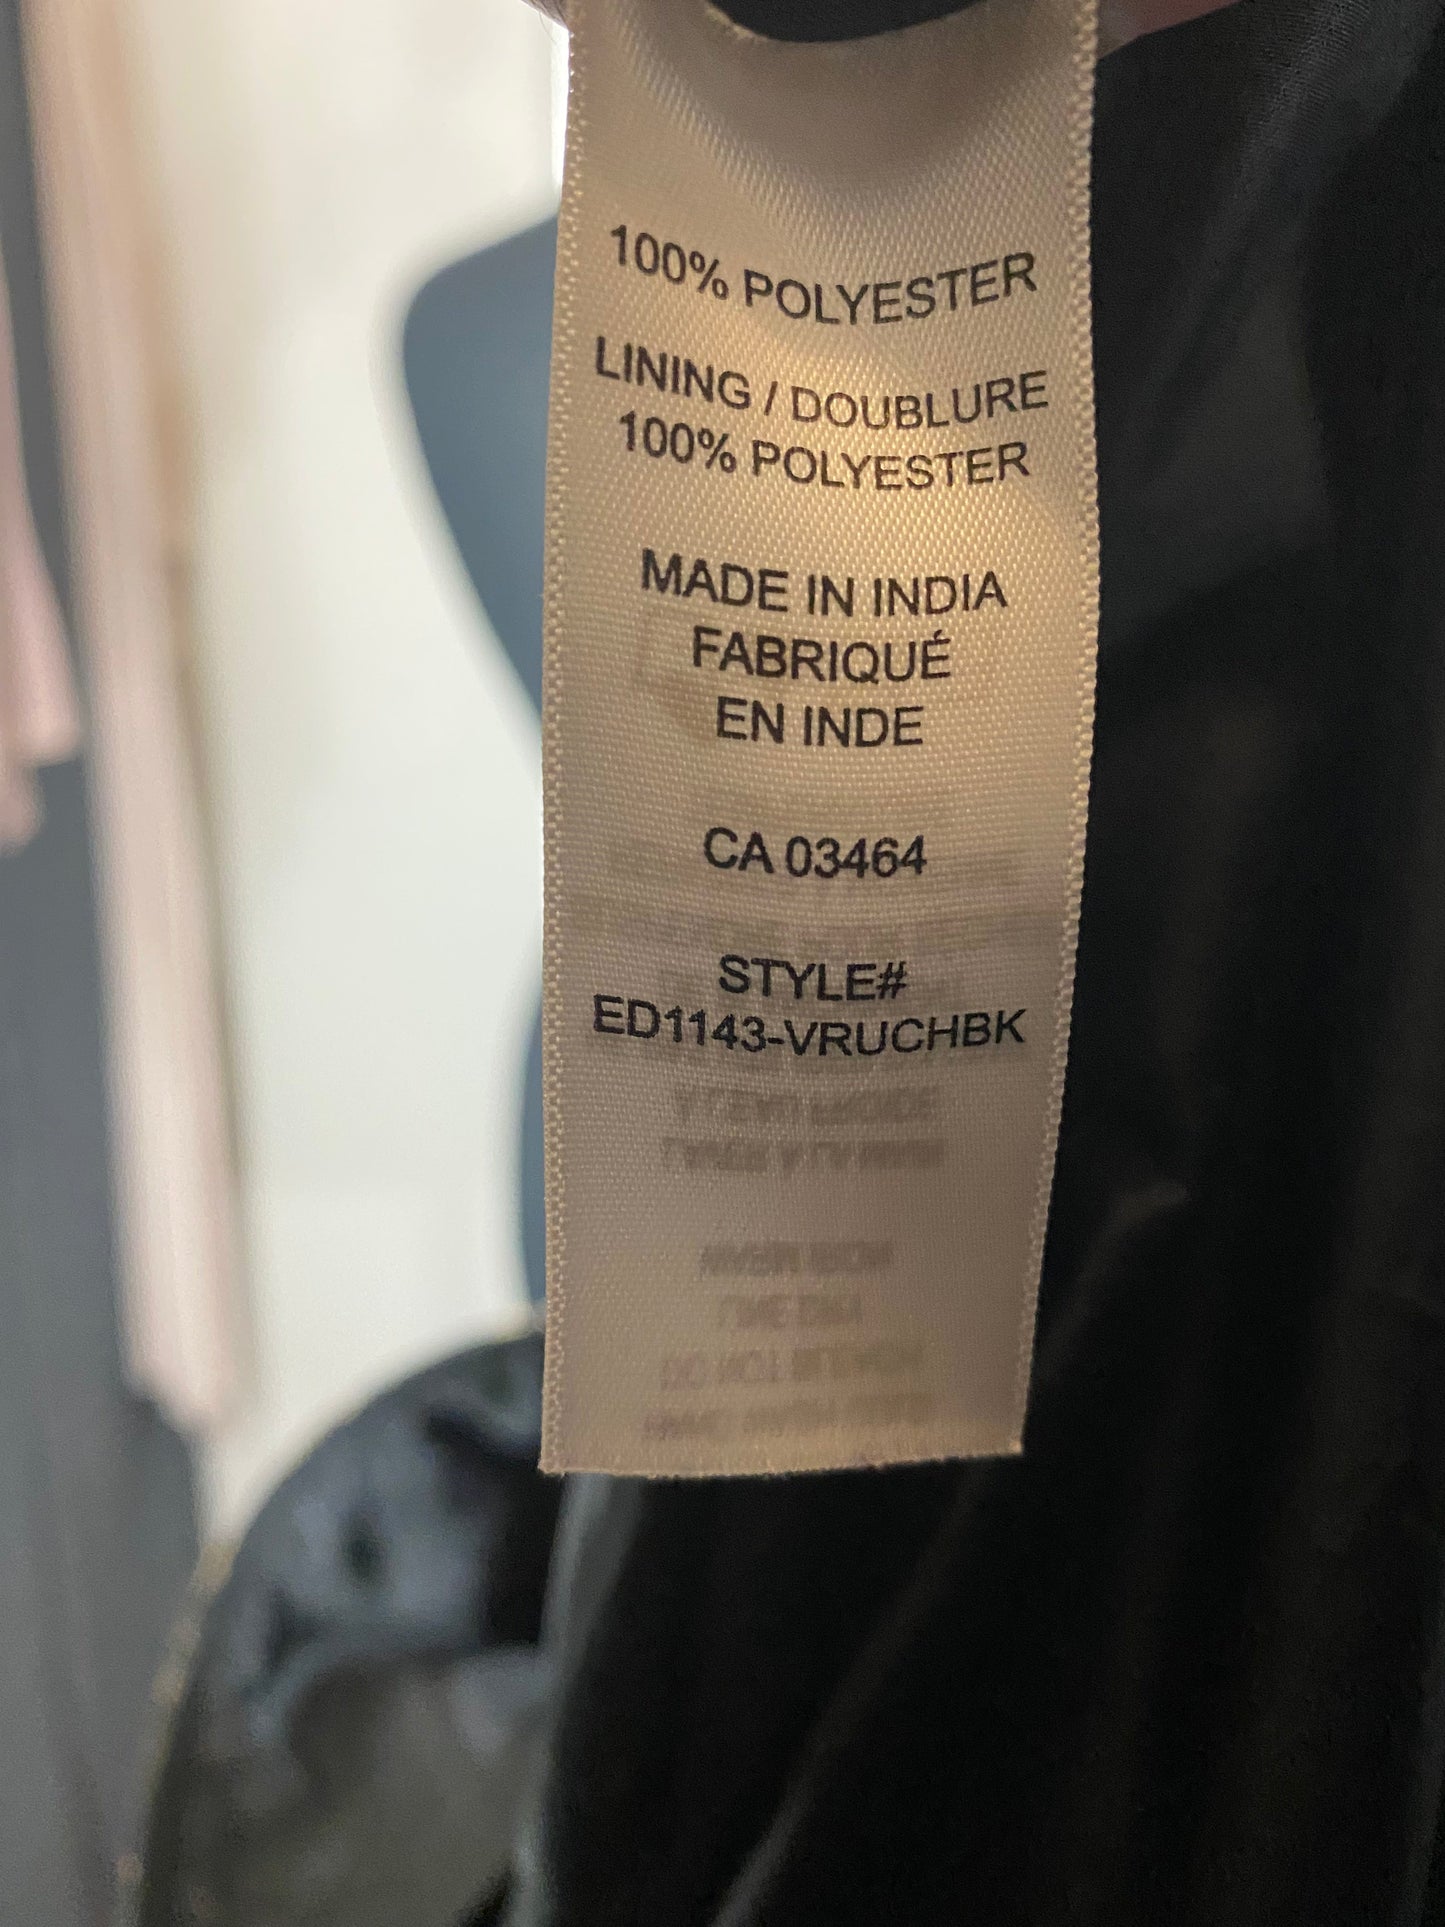 100% POLYESTER
LINING / DOUBLURE
100% POLYESTER
MADE IN INDIA
FABRIQUÉ
EN INDE
CA 03464
STYLE#
ED1143-VRUCHBK